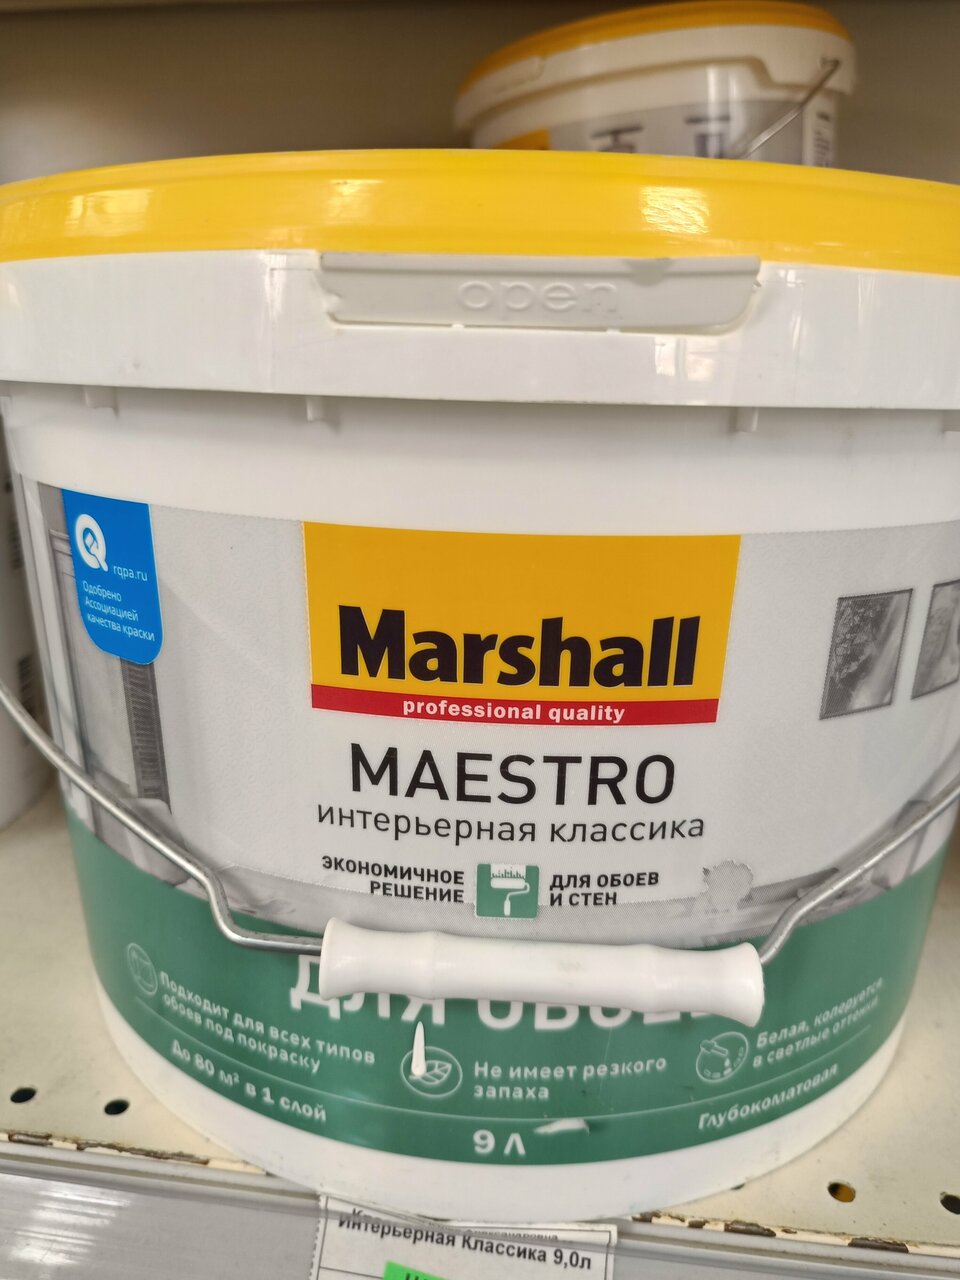 open
rqpa.ru
Одобрено
Ассоциацией
качества краски
Marshall
professional quality
MAESTRO
интерьерная классика
ЭКОНОМИЧНОЕ
РЕШЕНИЕ
ДЛЯ ОБОЕВ
И СТЕН
ДЛЯ ОБОЕ
Подходит для всех типов
обоев под покраску
Не имеет резкого
запаха
Белая, колеруется
в светлые оттенки
До 80 м² в 1 слой
9 Л
Глубокоматовая
Интерьерная Классика 9,0л